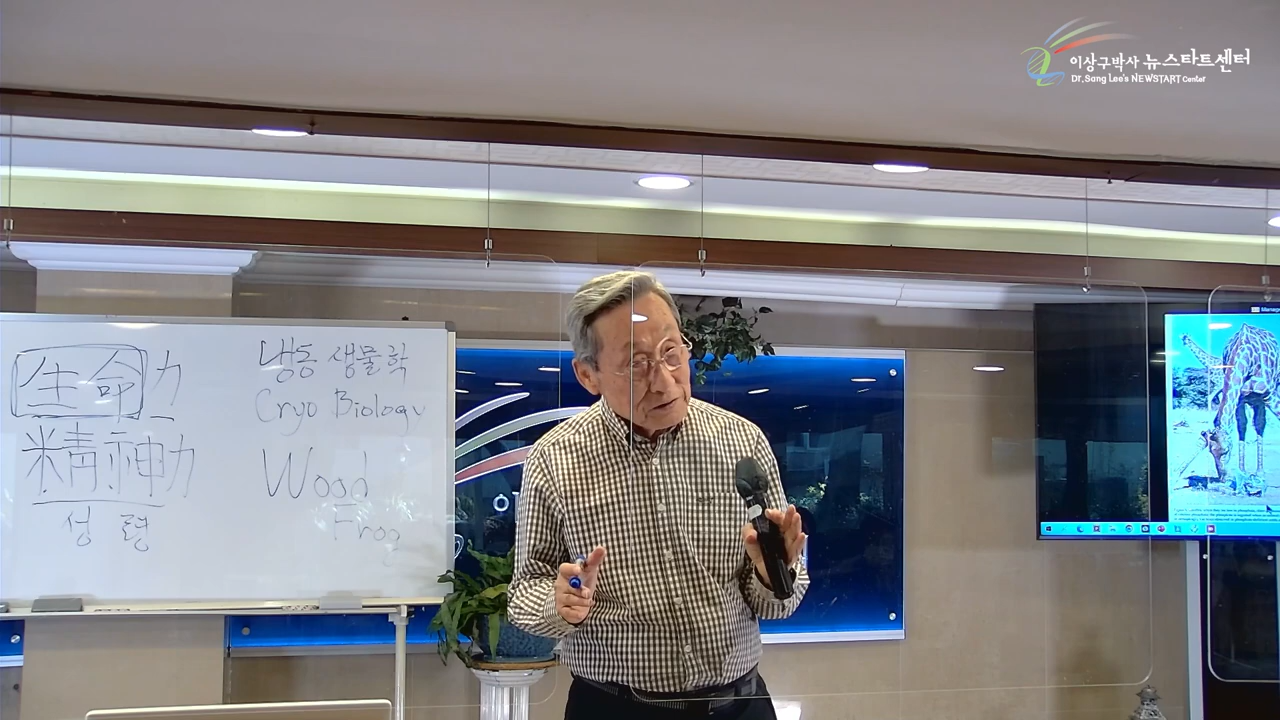 이상구박사 뉴스타트센터
Dr. Sang Lee's NEWSTART Center
生命力
精神力
성령
냉동 생물학
Cryo Biology
Wood
Frog